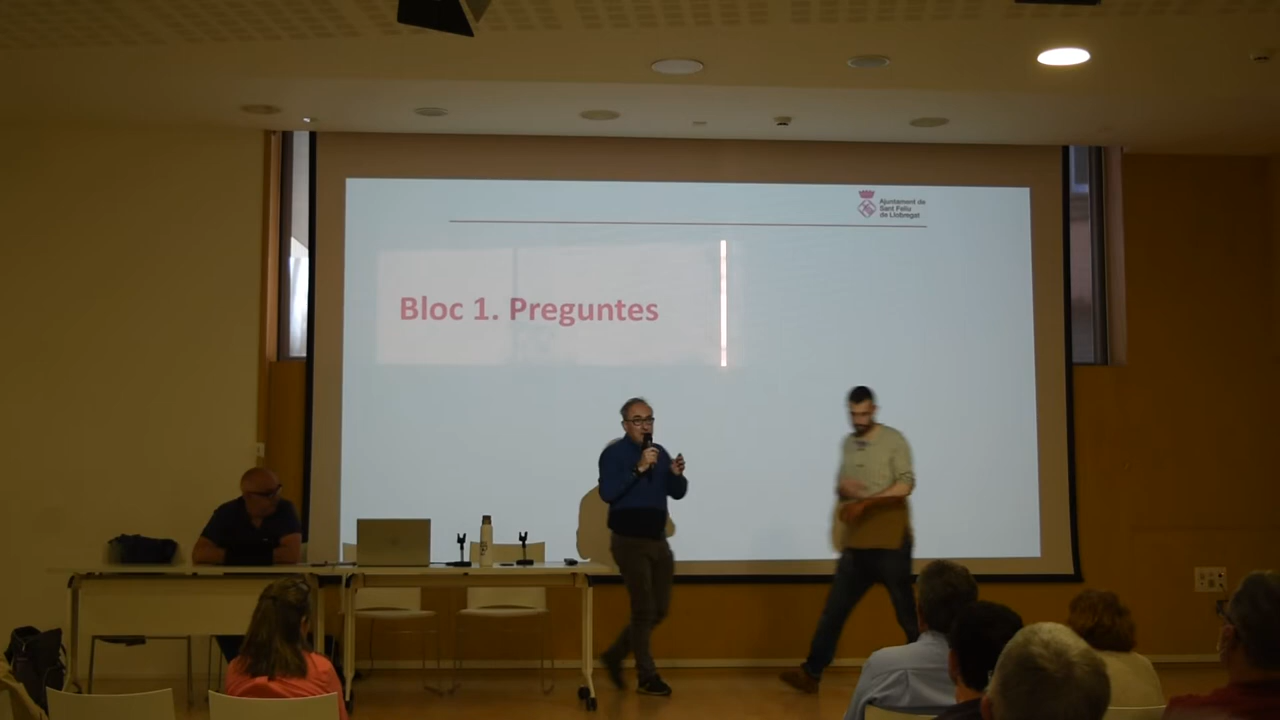 Ajuntament de
Sant Feliu
de Llobregat
Bloc 1. Preguntes